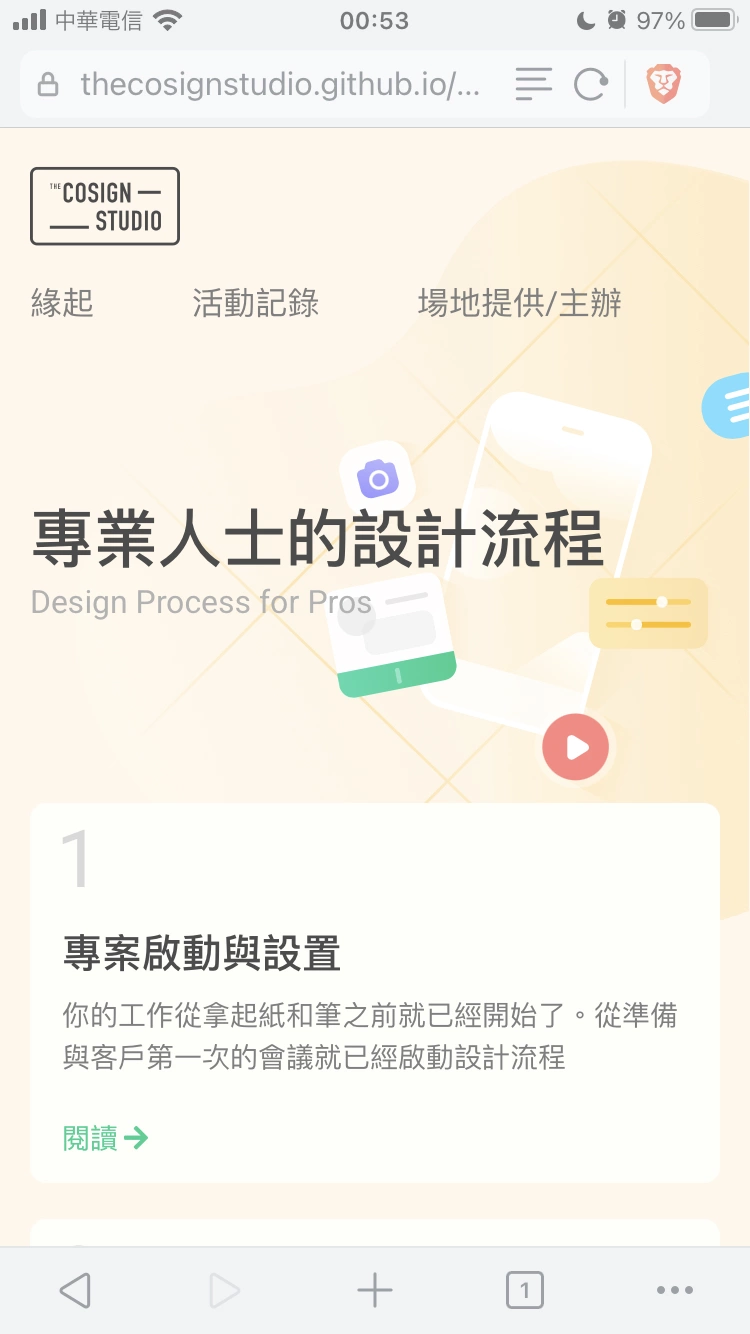 中華電信 00:53 97%
thecosignstudio.github.io/...
THE COSIGN
STUDIO
緣起 活動記錄 場地提供/主辦
專業人士的設計流程
Design Process for Pros
1
專案啟動與設置
你的工作從拿起紙和筆之前就已經開始了。從準備
與客戶第一次的會議就已經啟動設計流程
閱讀
1